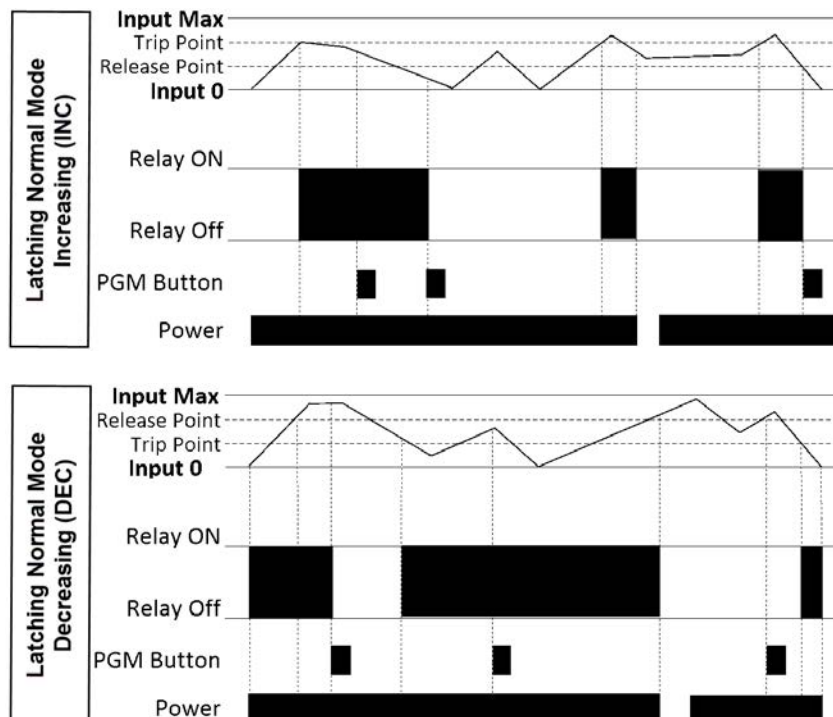 Latching Normal Mode
Increasing (INC)
Input Max
Trip Point
Release Point
Input 0
Relay ON
Relay Off
PGM Button
Power
Latching Normal Mode
Decreasing (DEC)
Input Max
Release Point
Trip Point
Input 0
Relay ON
Relay Off
PGM Button
Power